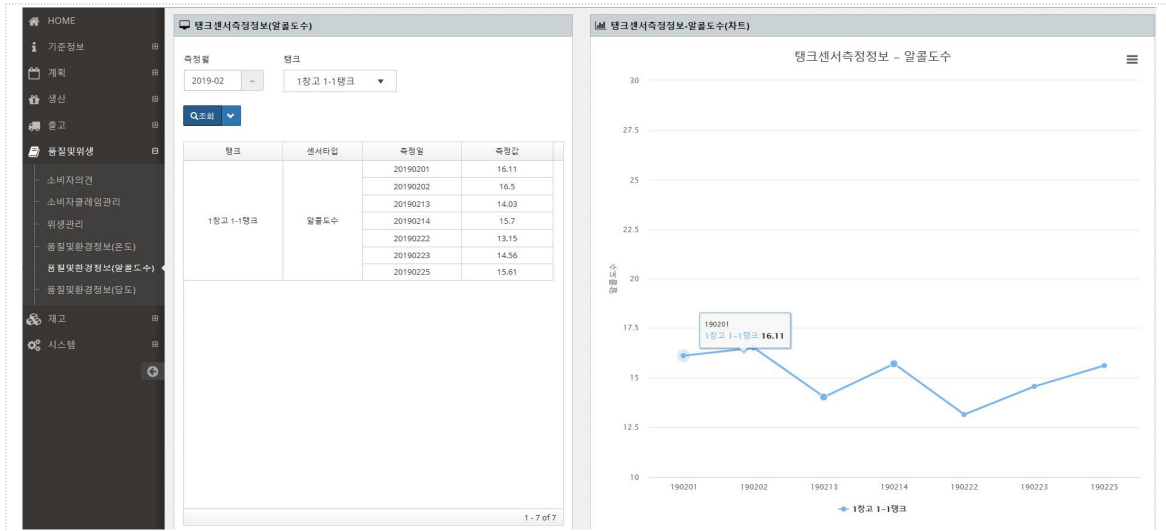 HOME
기준정보
계획
생산
출고
품질및위생
소비자의견
소비자클레임관리
위생관리
품질및환경정보(온도)
품질및환경정보(알콜도수)
품질및환경정보(당도)
재고
시스템
탱크센서측정정보(알콜도수)
측정월 탱크
2019-02 ~ 1창고 1-1탱크
조회
탱크 센서타입 측정일 측정값
1창고 1-1탱크 알콜도수
20190201 16.11
20190202 16.5
20190213 14.03
20190214 15.7
20190222 13.15
20190223 14.56
20190225 15.61
1 - 7 of 7
탱크센서측정정보-알콜도수(차트)
탱크센서측정정보 – 알콜도수
알콜도수
30
27.5
25
22.5
20
17.5
15
12.5
10
190201
1창고 1-1탱크:16.11
190201 190202 190213 190214 190222 190223 190225
1창고 1-1탱크